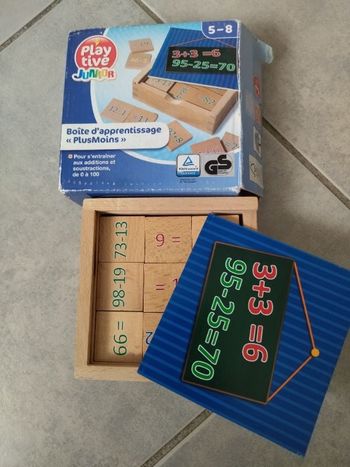 5-8
Play
tive
JUNIOR
3+3=6
95-25=70
Boîte d'apprentissage
« PlusMoins »
• Pour s'entraîner
aux additions et
soustractions,
de 0 à 100
GS
73-13
9 =
98-19
66 =
3+3=6
95-25=70